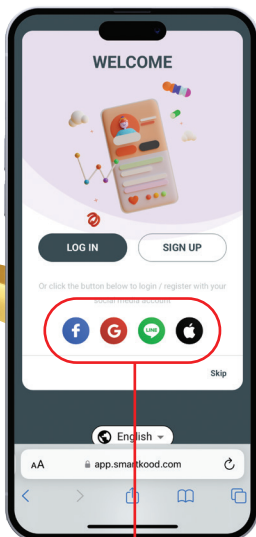 WELCOME
LOG IN
SIGN UP
Or click the button below to login / register with your
social media account
f
G
LINE
Skip
English
AA
app.smartkood.com